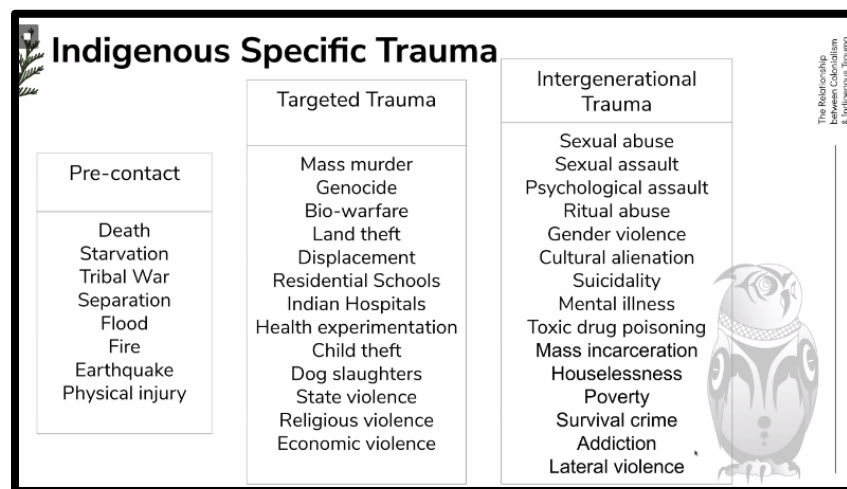 Indigenous Specific Trauma
The Relationship
between Colonialism
& Indigenous Trauma
Pre-contact
Death
Starvation
Tribal War
Separation
Flood
Fire
Earthquake
Physical injury
Targeted Trauma
Mass murder
Genocide
Bio-warfare
Land theft
Displacement
Residential Schools
Indian Hospitals
Health experimentation
Child theft
Dog slaughters
State violence
Religious violence
Economic violence
Intergenerational
Trauma
Sexual abuse
Sexual assault
Psychological assault
Ritual abuse
Gender violence
Cultural alienation
Suicidality
Mental illness
Toxic drug poisoning
Mass incarceration
Houselessness
Poverty
Survival crime
Addiction
Lateral violence